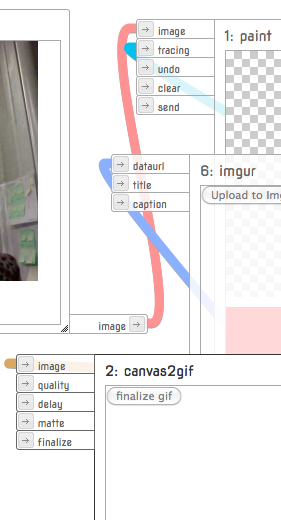 image
tracing
undo
clear
send
1: paint
dataurl
title
caption
6: imgur
Upload to Im
image
image
quality
delay
matte
finalize
2: canvas2gif
finalize gif